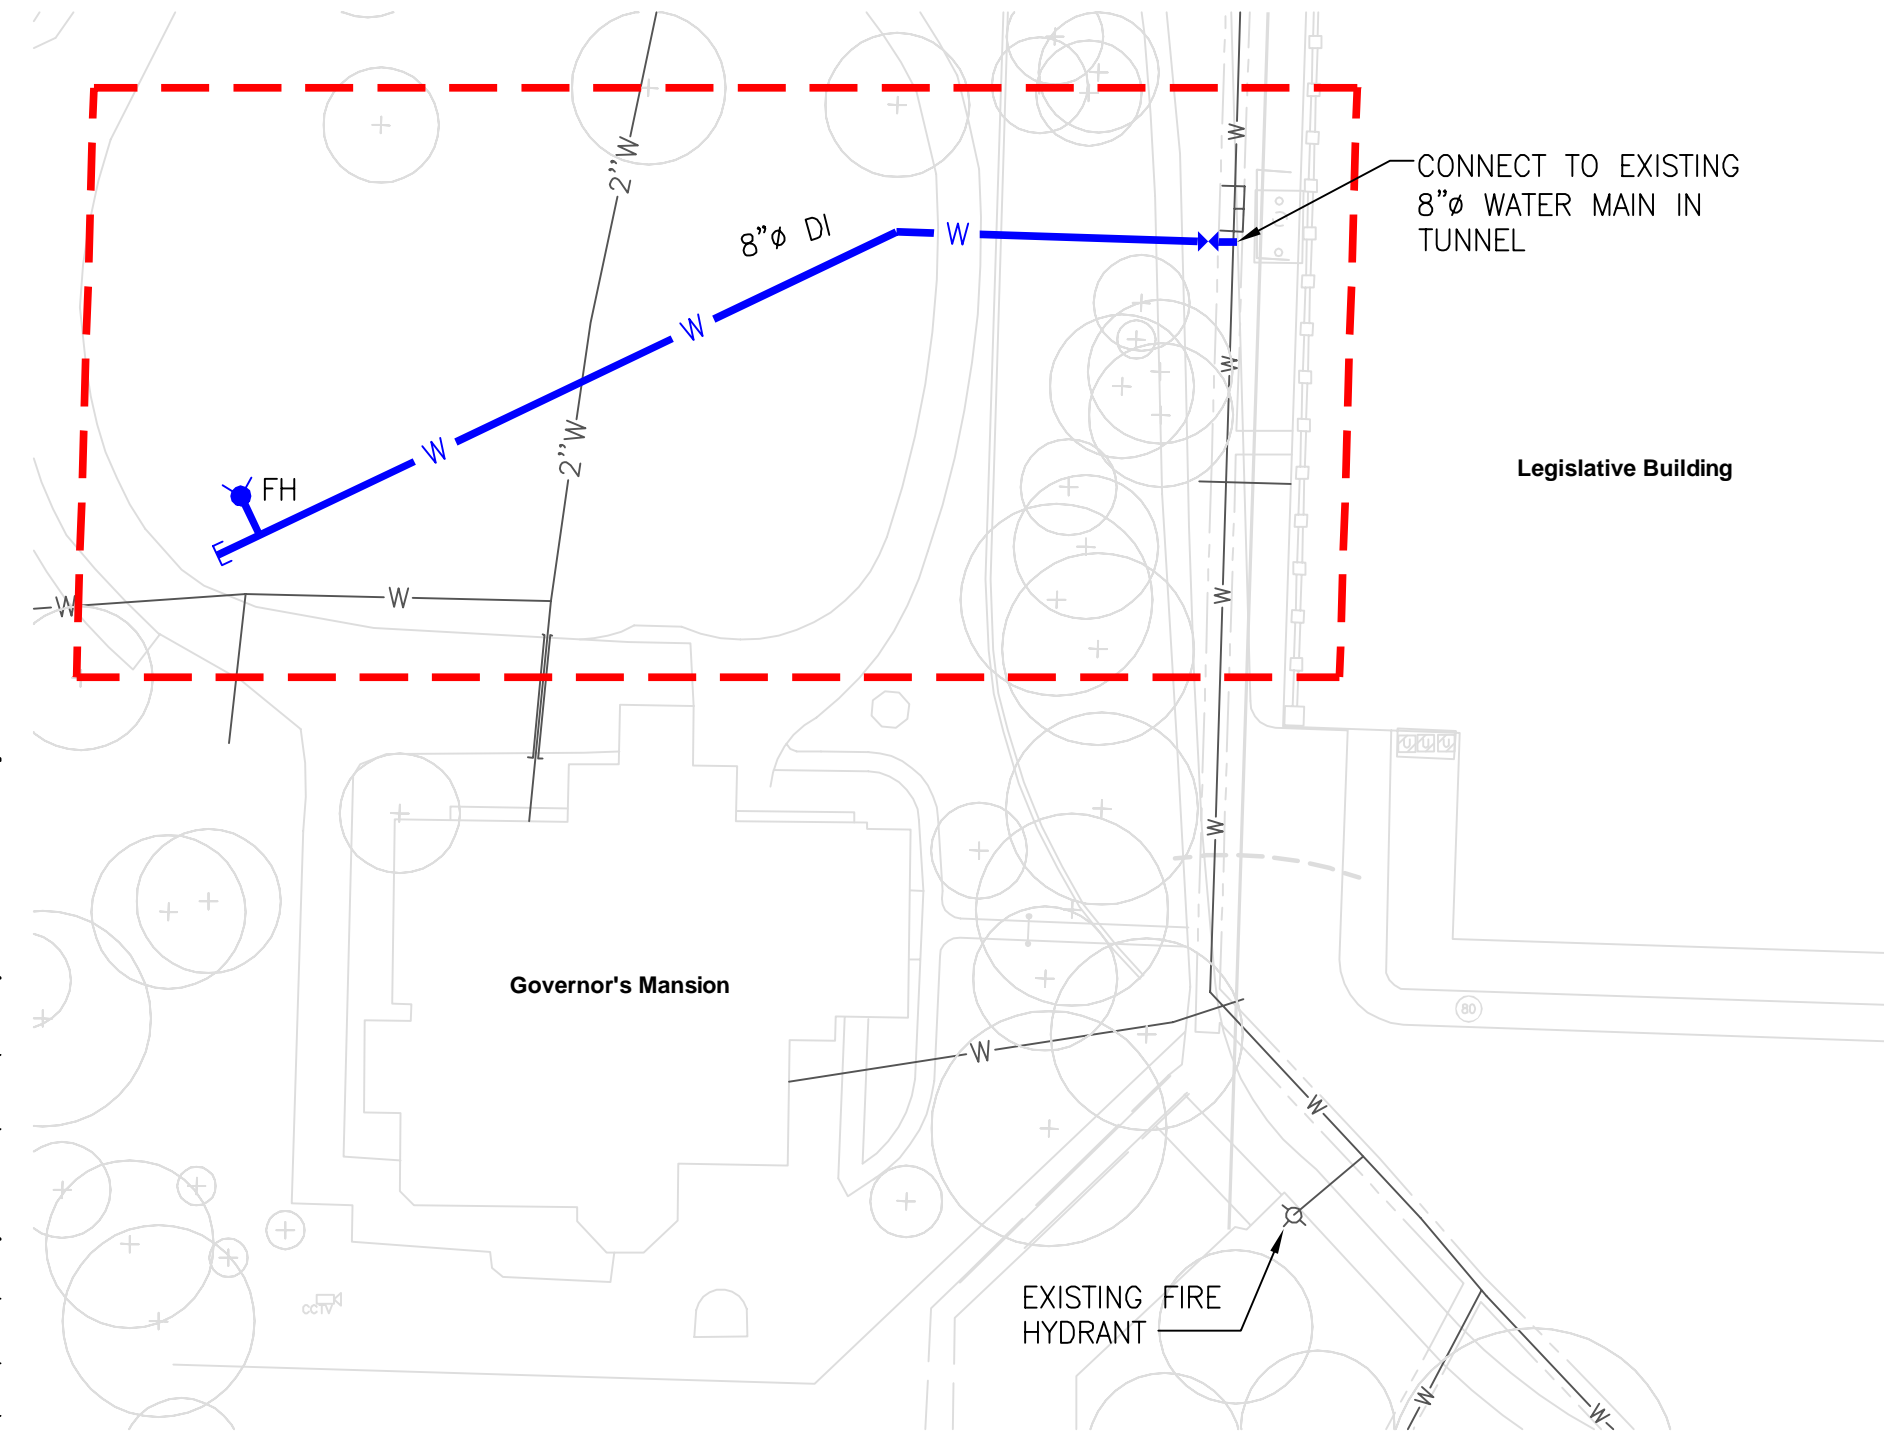 W
2"W
CONNECT TO EXISTING
8"ø WATER MAIN IN
TUNNEL
8"ø DI
W
W
W
2"W
W
Legislative Building
FH
W
W
W
W
Governor's Mansion
80
W
W
EXISTING FIRE
HYDRANT
CCTV
W
W